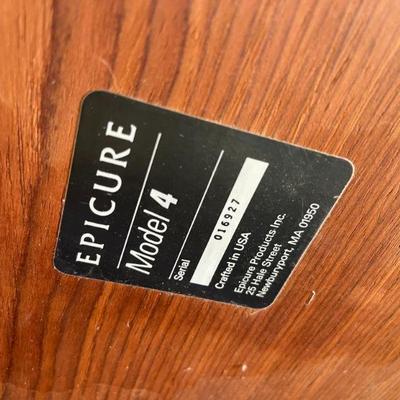 EPICURE
Model 4
Serial
016927
Crafted in USA
Epicure Products Inc.
25 Hale Street
Newburyport, MA 01950